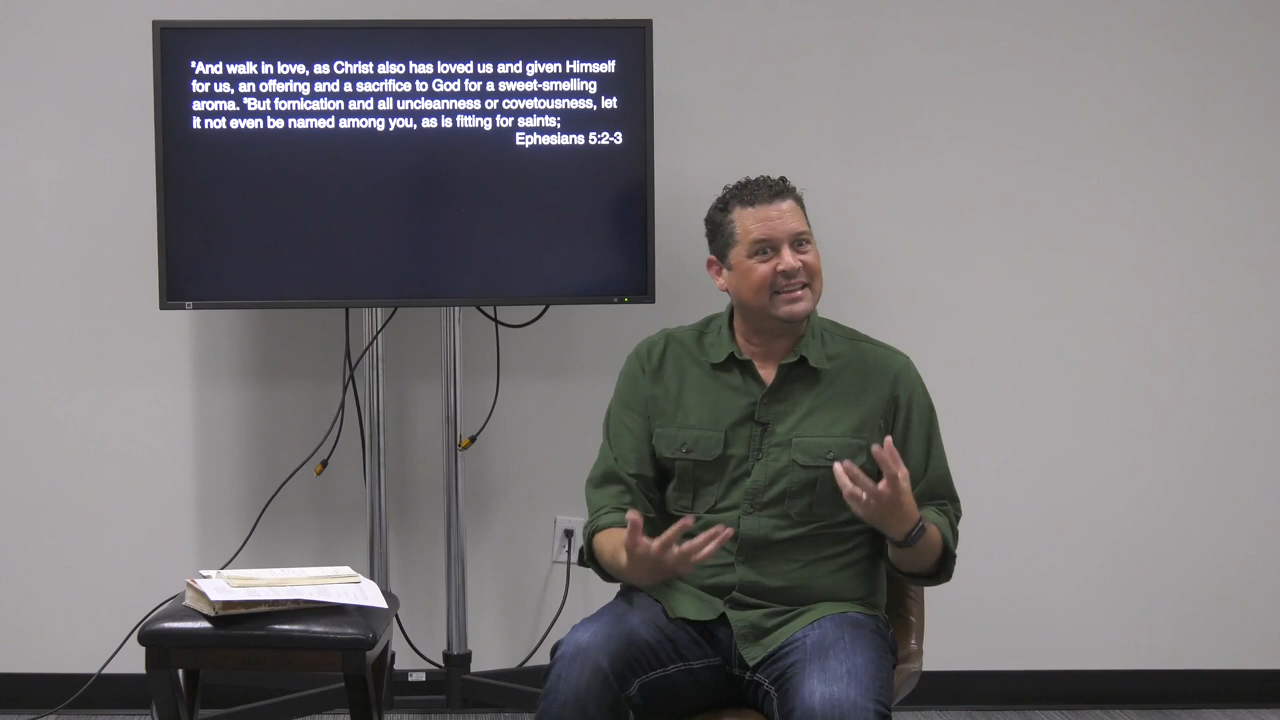 ²And walk in love, as Christ also has loved us and given Himself
for us, an offering and a sacrifice to God for a sweet-smelling
aroma. ³But fornication and all uncleanness or covetousness, let
it not even be named among you, as is fitting for saints;
Ephesians 5:2-3